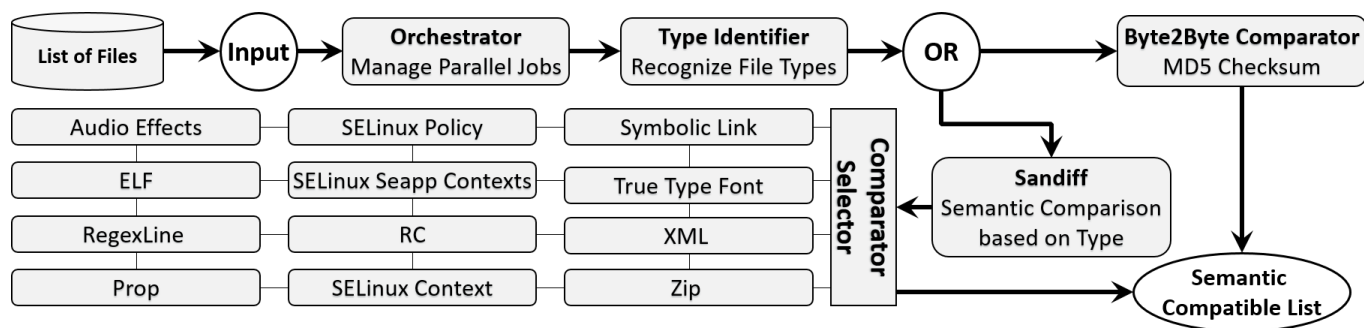 List of Files
Input
Orchestrator
Manage Parallel Jobs
Type Identifier
Recognize File Types
OR
Byte2Byte Comparator
MD5 Checksum
Audio Effects
SELinux Policy
Symbolic Link
ELF
SELinux Seapp Contexts
True Type Font
RegexLine
RC
XML
Prop
SELinux Context
Zip
Comparator
Selector
Sandiff
Semantic Comparison
based on Type
Semantic
Compatible List